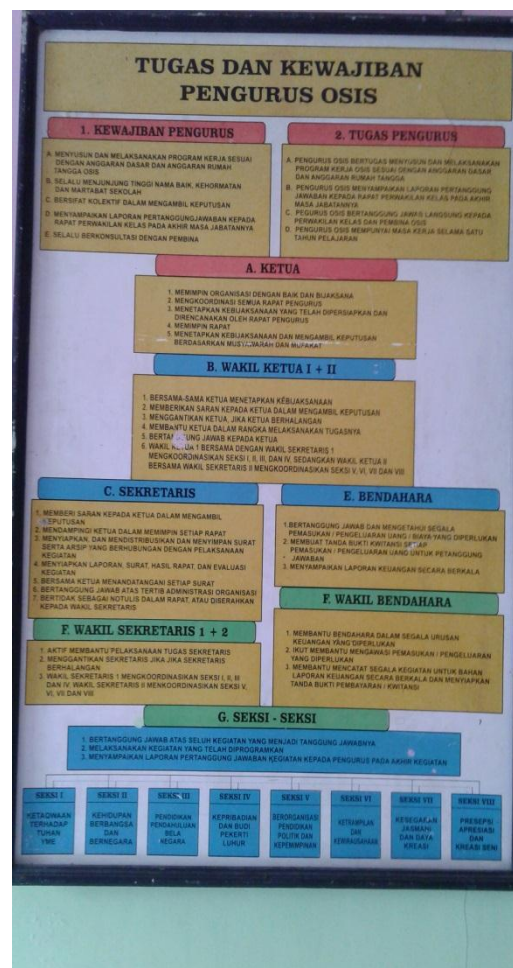 TUGAS DAN KEWAJIBAN
PENGURUS OSIS
1. KEWAJIBAN PENGURUS
A. MENYUSUN DAN MELAKSANAKAN PROGRAM KERJA SESUAI
DENGAN ANGGARAN DASAR DAN ANGGARAN RUMAH
TANGGA OSIS
B. SELALU MENJUNJUNG TINGGI NAMA BAIK, KEHORMATAN
DAN MARTABAT SEKOLAH
C. BERSIFAT KOLEKTIF DALAM MENGAMBIL KEPUTUSAN
D. MENYAMPAIKAN LAPORAN PERTANGGUNGJAWABAN KEPADA
RAPAT PERWAKILAN KELAS PADA AKHIR MASA JABATANNYA
E. SELALU BERKONSULTASI DENGAN PEMBINA
2. TUGAS PENGURUS
A. PENGURUS OSIS BERTUGAS MENYUSUN DAN MELAKSANAKAN
PROGRAM KERJA OSIS SESUAI DENGAN ANGGARAN DASAR
DAN ANGGARAN RUMAH TANGGA
B. PENGURUS OSIS MENYAMPAIKAN LAPORAN PERTANGGUNG
JAWABAN KEPADA RAPAT PERWAKILAN KELAS PADA AKHIR
MASA JABATANNYA
C. PEGURUS OSIS BERTANGGUNG JAWAB LANGSUNG KEPADA
PERWAKILAN KELAS DAN PEMBINA OSIS
D. PENGURUS OSIS MEMPUNYAI MASA KERJA SELAMA SATU
TAHUN PELAJARAN
A. KETUA
1. MEMIMPIN ORGANISASI DENGAN BAIK DAN BIJAKSANA
2. MENGKOORDINASI SEMUA RAPAT PENGURUS
3. MENETAPKAN KEBIJAKSANAAN YANG TELAH DIPERSIAPKAN DAN
DIRENCANAKAN OLEH RAPAT PENGURUS
4. MEMIMPIN RAPAT
5. MENETAPKAN KEBIJAKSANAAN DAN MENGAMBIL KEPUTUSAN
BERDASARKAN MUSYAWARAH DAN MUFAKAT
B. WAKIL KETUA I + II
1. BERSAMA-SAMA KETUA MENETAPKAN KEBIJAKSANAAN
2. MEMBERIKAN SARAN KEPADA KETUA DALAM MENGAMBIL KEPUTUSAN
3. MENGGANTIKAN KETUA, JIKA KETUA BERHALANGAN
4. MEMBANTU KETUA DALAM RANGKA MELAKSANAKAN TUGASNYA
5. BERTANGGUNG JAWAB KEPADA KETUA
6. WAKIL KETUA 1 BERSAMA DENGAN WAKIL SEKRETARIS 1
MENGKOORDINASIKAN SEKSI I, II, III, DAN IV, SEDANGKAN WAKIL KETUA II
BERSAMA WAKIL SEKRETARIS II MENGKOORDINASIKAN SEKSI V, VI, VII DAN VIII
C. SEKRETARIS
1. MEMBERI SARAN KEPADA KETUA DALAM MENGAMBIL
KEPUTUSAN
2. MENDAMPINGI KETUA DALAM MEMIMPIN SETIAP RAPAT
3. MENYIAPKAN, DAN MENDISTRIBUSIKAN DAN MENYIMPAN SURAT
SERTA ARSIP YANG BERHUBUNGAN DENGAN PELAKSANAAN
KEGIATAN
4. MENYIAPKAN LAPORAN, SURAT, HASIL RAPAT, DAN EVALUASI
KEGIATAN
5. BERSAMA KETUA MENANDATANGANI SETIAP SURAT
6. BERTANGGUNG JAWAB ATAS TERTIB ADMINISTRASI ORGANISASI
7. BERTIDAK SEBAGAI NOTULIS DALAM RAPAT, ATAU DISERAHKAN
KEPADA WAKIL SEKRETARIS
E. BENDAHARA
1. BERTANGGUNG JAWAB DAN MENGETAHUI SEGALA
PEMASUKAN / PENGELUARAN UANG / BIAYA YANG DIPERLUKAN
2. MEMBUAT TANDA BUKTI KWITANSI SETIAP
PEMASUKAN / PENGELUARAN UANG UNTUK PETANGGUNG
JAWABAN
3. MENYAMPAIKAN LAPORAN KEUANGAN SECARA BERKALA
F. WAKIL SEKRETARIS 1 + 2
1. AKTIF MEMBANTU PELAKSANAAN TUGAS SEKRETARIS
2. MENGGANTIKAN SEKRETARIS JIKA JIKA SEKRETARIS
BERHALANGAN
3. WAKIL SEKRETARIS 1 MENGKOORDINASIKAN SEKSI I, II, III
DAN IV, WAKIL SEKRETARIS II MENKOORDINASIKAN SEKSI V,
VI, VII DAN VIII
F. WAKIL BENDAHARA
1. MEMBANTU BENDAHARA DALAM SEGALA URUSAN
KEUANGAN YANG DIPERLUKAN
2. IKUT MEMBANTU MENGAWASI PEMASUKAN / PENGELUARAN
YANG DIPERLUKAN
3. MEMBANTU MENCATAT SEGALA KEGIATAN UNTUK BAHAN
LAPORAN KEUANGAN SECARA BERKALA DAN MENYIAPKAN
TANDA BUKTI PEMBAYARAN / KWITANSI
G. SEKSI - SEKSI
1. BERTANGGUNG JAWAB ATAS SELUH KEGIATAN YANG MENJADI TANGGUNG JAWABNYA
2. MELAKSANAKAN KEGIATAN YANG TELAH DIPROGRAMKAN
3. MENYAMPAIKAN LAPORAN PERTANGGUNG JAWABAN KEGIATAN KEPADA PENGURUS PADA AKHIR KEGIATAN
SEKSI I
KETAQWAAN
TERHADAP
TUHAN
YME
SEKSI II
KEHIDUPAN
BERBANGSA
DAN
BERNEGARA
SEKSI III
PENDIDIKAN
PENDAHULUAN
BELA
NEGARA
SEKSI IV
KEPRIBADIAN
DAN BUDI
PEKERTI
LUHUR
SEKSI V
BERORGANISASI
PENDIDIKAN
POLITIK DAN
KEPEMIMPINAN
SEKSI VI
KETRAMPILAN
DAN
KEWIRAUSAHAAN
SEKSI VII
KESEGARAN
JASMANI
DAN DAYA
KREASI
SEKSI VIII
PRESEPSI
APRESIASI
DAN
KREASI SENI